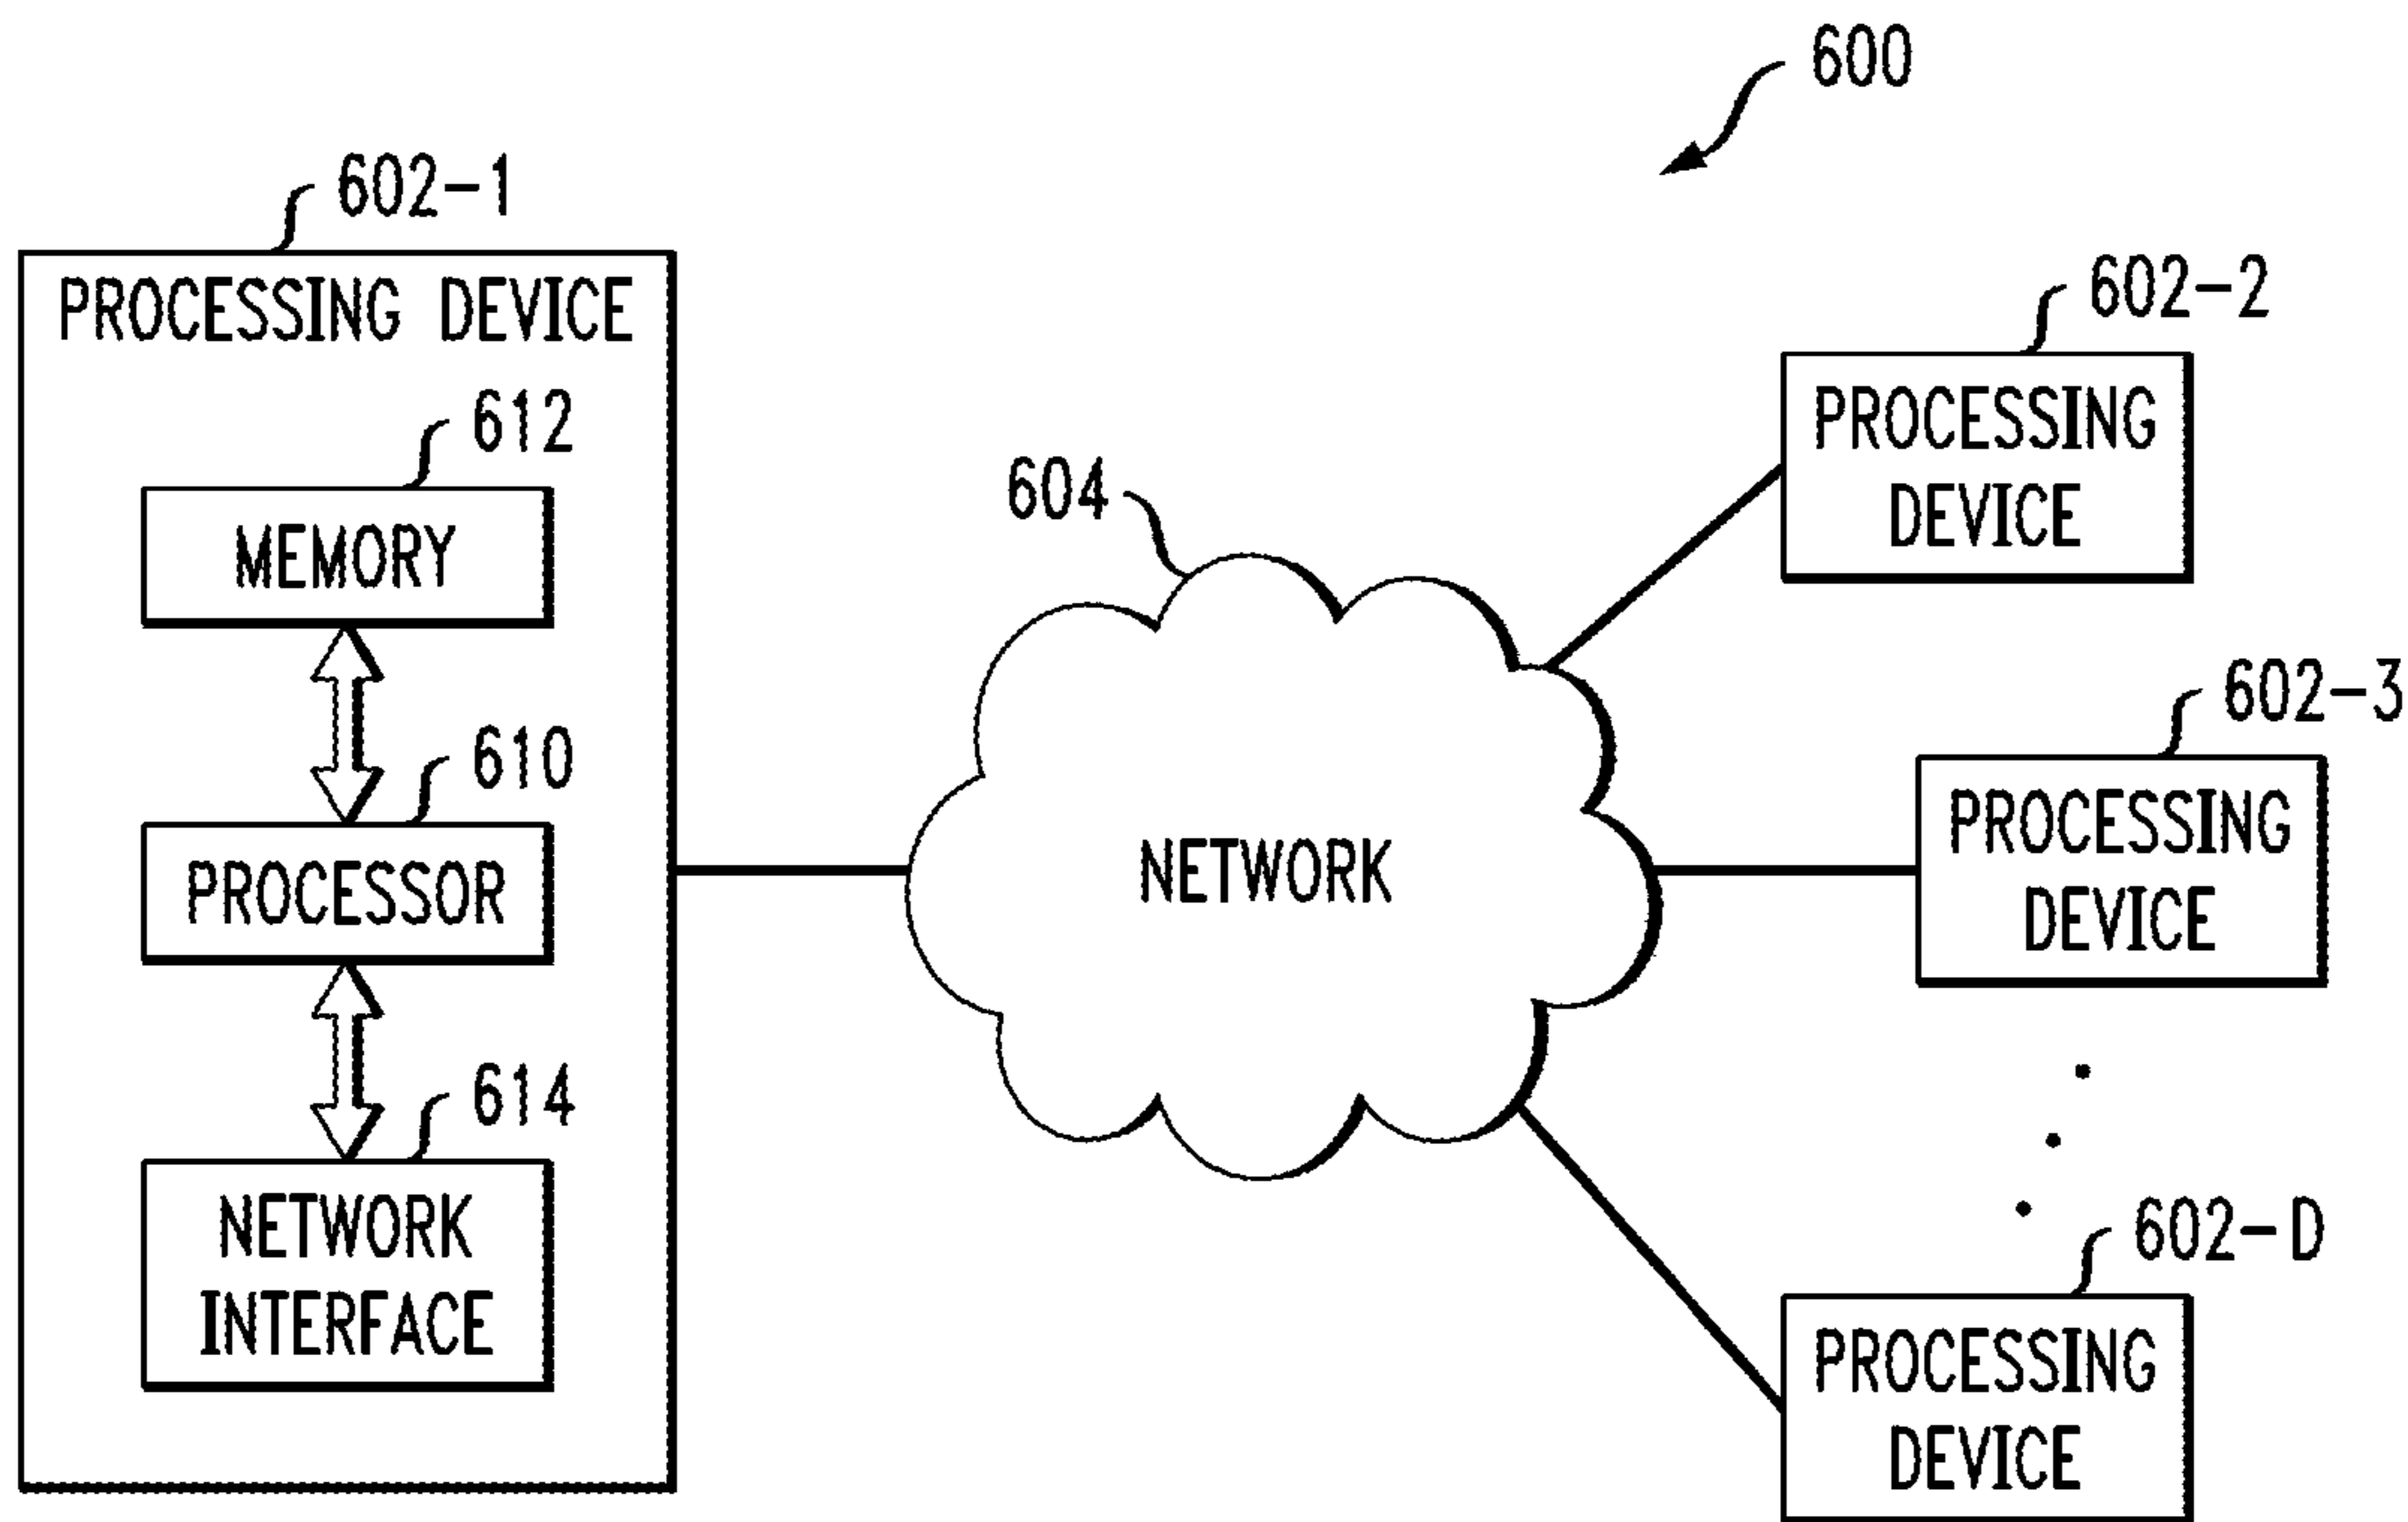 600
602-1
PROCESSING DEVICE
612
MEMORY
610
PROCESSOR
614
NETWORK
INTERFACE
604
NETWORK
602-2
PROCESSING
DEVICE
602-3
PROCESSING
DEVICE
602-D
PROCESSING
DEVICE